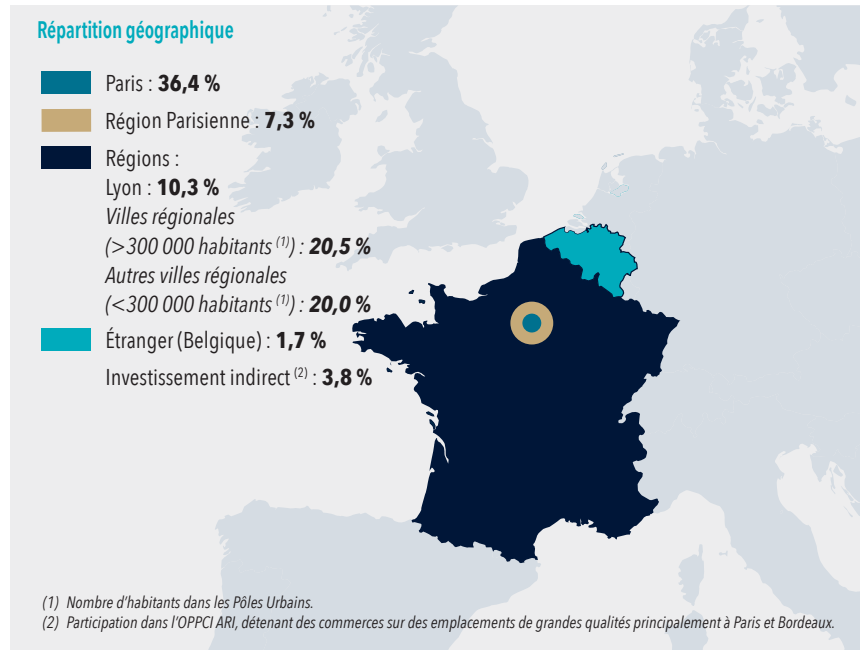 Répartition géographique
Paris : 36,4 %
Région Parisienne : 7,3 %
Régions :
Lyon : 10,3 %
Villes régionales
(>300 000 habitants (1)) : 20,5 %
Autres villes régionales
(<300 000 habitants (1)) : 20,0 %
Étranger (Belgique) : 1,7 %
Investissement indirect (2) : 3,8 %
(1) Nombre d'habitants dans les Pôles Urbains.
(2) Participation dans l'OPPCI ARI, détenant des commerces sur des emplacements de grandes qualités principalement à Paris et Bordeaux.